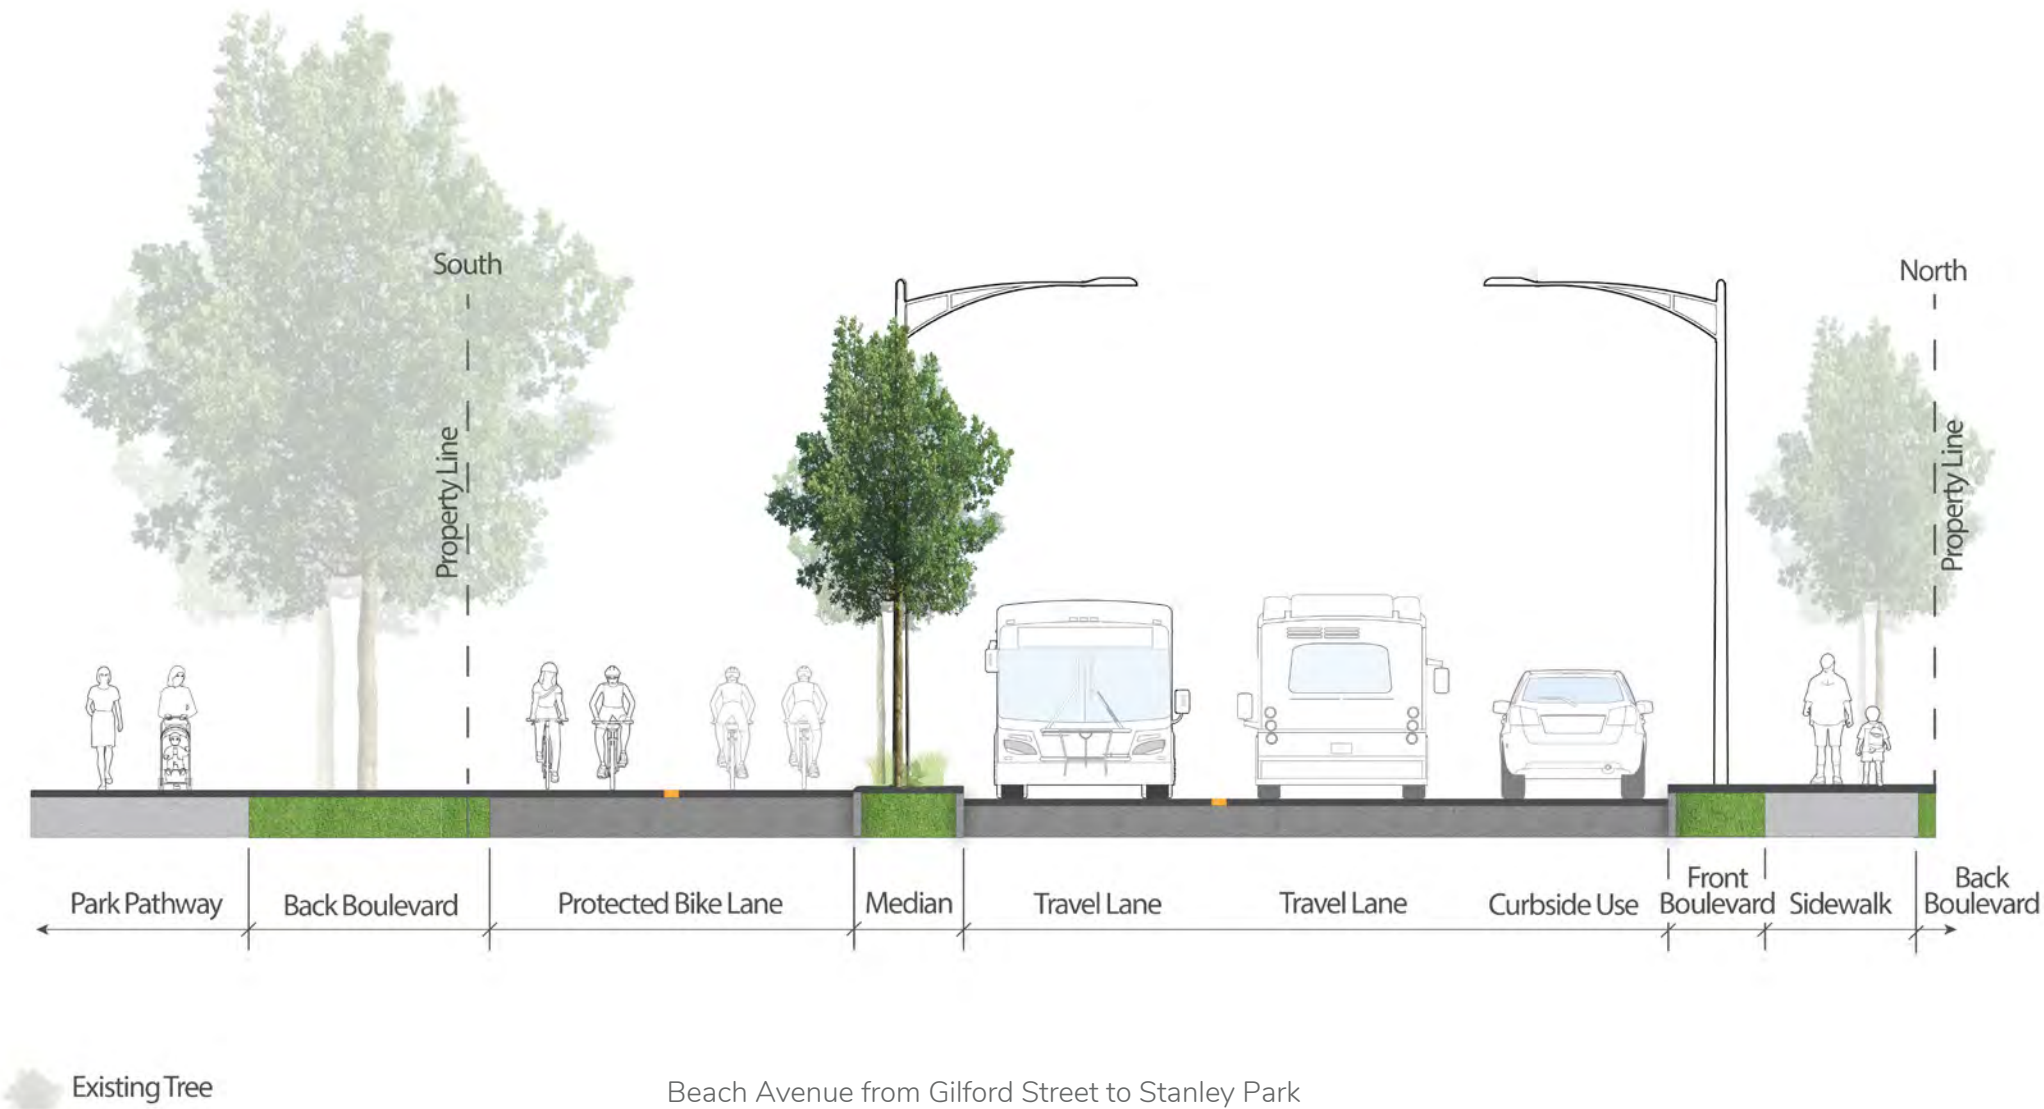 South
North
Property Line
Property Line
Park Pathway
Back Boulevard
Protected Bike Lane
Median
Travel Lane
Travel Lane
Curbside Use
Front
Boulevard
Sidewalk
Back
Boulevard
Existing Tree
Beach Avenue from Gilford Street to Stanley Park